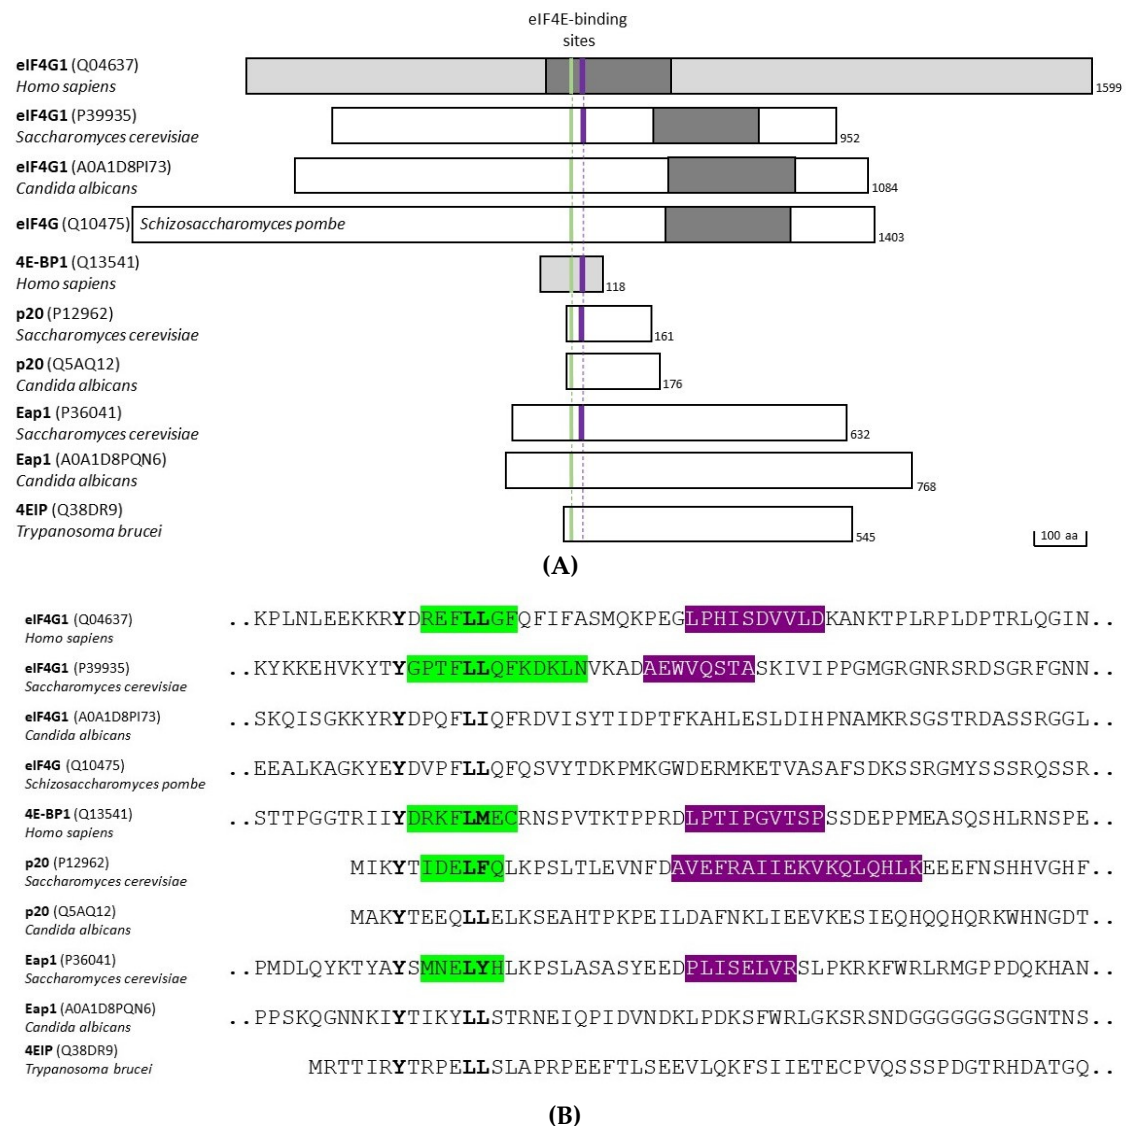 eIF4E-binding
sites
eIF4G1 (Q04637)
Homo sapiens
1599
eIF4G1 (P39935)
Saccharomyces cerevisiae
952
eIF4G1 (A0A1D8PI73)
Candida albicans
1084
eIF4G (Q10475) Schizosaccharomyces pombe
1403
4E-BP1 (Q13541)
Homo sapiens
118
p20 (P12962)
Saccharomyces cerevisiae
161
p20 (Q5AQ12)
Candida albicans
176
Eap1 (P36041)
Saccharomyces cerevisiae
632
Eap1 (A0A1D8PQN6)
Candida albicans
768
4EIP (Q38DR9)
Trypanosoma brucei
545
100 aa
(A)
eIF4G1 (Q04637) ..KPLNLEEKKRYDREFLLGFQFIFASMQKPEGLPHISDVVLDKANKTPLRPLDPTRLQGIN..
Homo sapiens
eIF4G1 (P39935) ..KYKKEHVKYTYGPTFLLQFKDKLNVKADAEWVQSTASKIVIPPGMGRGNRSRDSGRFGNN..
Saccharomyces cerevisiae
eIF4G1 (A0A1D8PI73) ..SKQISGKKYRYDPQFLIQFRDVISYTIDPTFKAHLESLDIHPNAMKRSGSTRDASSRGGL..
Candida albicans
eIF4G (Q10475) ..EEALKAGKYEYDVPFLLQFQSVYTDKPMKGWDERMKETVASAFSDKSSRGMYSSSRQSSR..
Schizosaccharomyces pombe
4E-BP1 (Q13541) ..STTPGGTRIIYDRKFLMECRNSPVTKTPPRDLPTIPGVTSPSSDEPPMEASQSHLRNSPE..
Homo sapiens
p20 (P12962) MIKYTIDELFQLKPSLTLEVNFDAVEFRAIIEKVKQLQHLKEEEFNSHHVGHF..
Saccharomyces cerevisiae
p20 (Q5AQ12) MAKYTEEQLLELKSEAHTPKPEILDAFNKLIEEVKESIEQHQQHQRKWHNGDT..
Candida albicans
Eap1 (P36041) ..PMDLQYKTYAYSMNELYHLKPSLASASYEEDPLISELVRSLPKRKFWRLRMGPPDQKHAN..
Saccharomyces cerevisiae
Eap1 (A0A1D8PQN6) ..PPSKQGNNKIYTIKYLLSTRNEIQPIDVNDKLPDKSFWRLGKSRSNDGGGGGGSGGNTNS..
Candida albicans
4EIP (Q38DR9) MRTTIRYTRPELLSLAPRPEEFTLSEEVLQKFSIIETECPVQSSSPDGTRHDATGQ..
Trypanosoma brucei
(B)